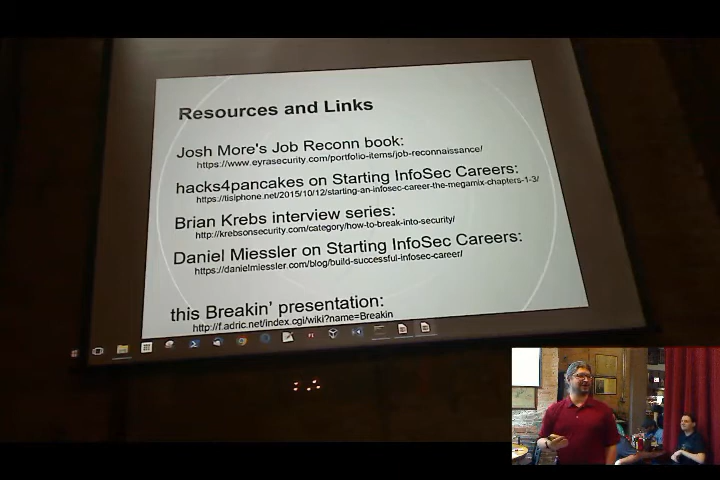 Resources and Links
Josh More's Job Reconn book:
https://www.eyrasecurity.com/portfolio-items/job-reconnaissance/
hacks4pancakes on Starting InfoSec Careers:
https://tisiphone.net/2015/10/12/starting-an-infosec-career-the-megamix-chapters-1-3/
Brian Krebs interview series:
http://krebsonsecurity.com/category/how-to-break-into-security/
Daniel Miessler on Starting InfoSec Careers:
https://danielmiessler.com/blog/build-successful-infosec-career/
this Breakin' presentation:
http://f.adric.net/index.cgi/wiki?name=Breakin